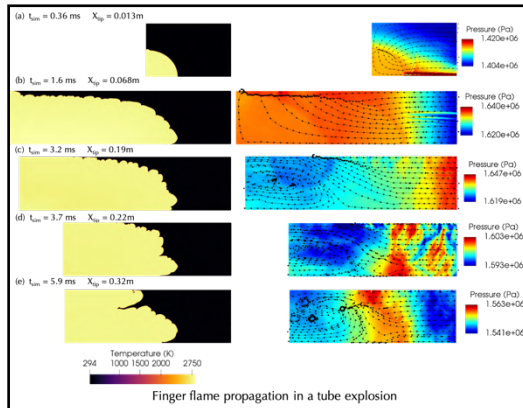 (a) t_sim = 0.36 ms X_tip = 0.013m
Pressure (Pa)
1.420e+06
1.404e+06
(b) t_sim = 1.6 ms X_tip = 0.068m
Pressure (Pa)
1.640e+06
1.620e+06
(c) t_sim = 3.2 ms X_tip = 0.19m
Pressure (Pa)
1.647e+06
1.619e+06
(d) t_sim = 3.7 ms X_tip = 0.22m
Pressure (Pa)
1.603e+06
1.593e+06
(e) t_sim = 5.9 ms X_tip = 0.32m
Pressure (Pa)
1.563e+06
1.541e+06
Temperature (K)
294 1000 1500 2000 2750
Finger flame propagation in a tube explosion